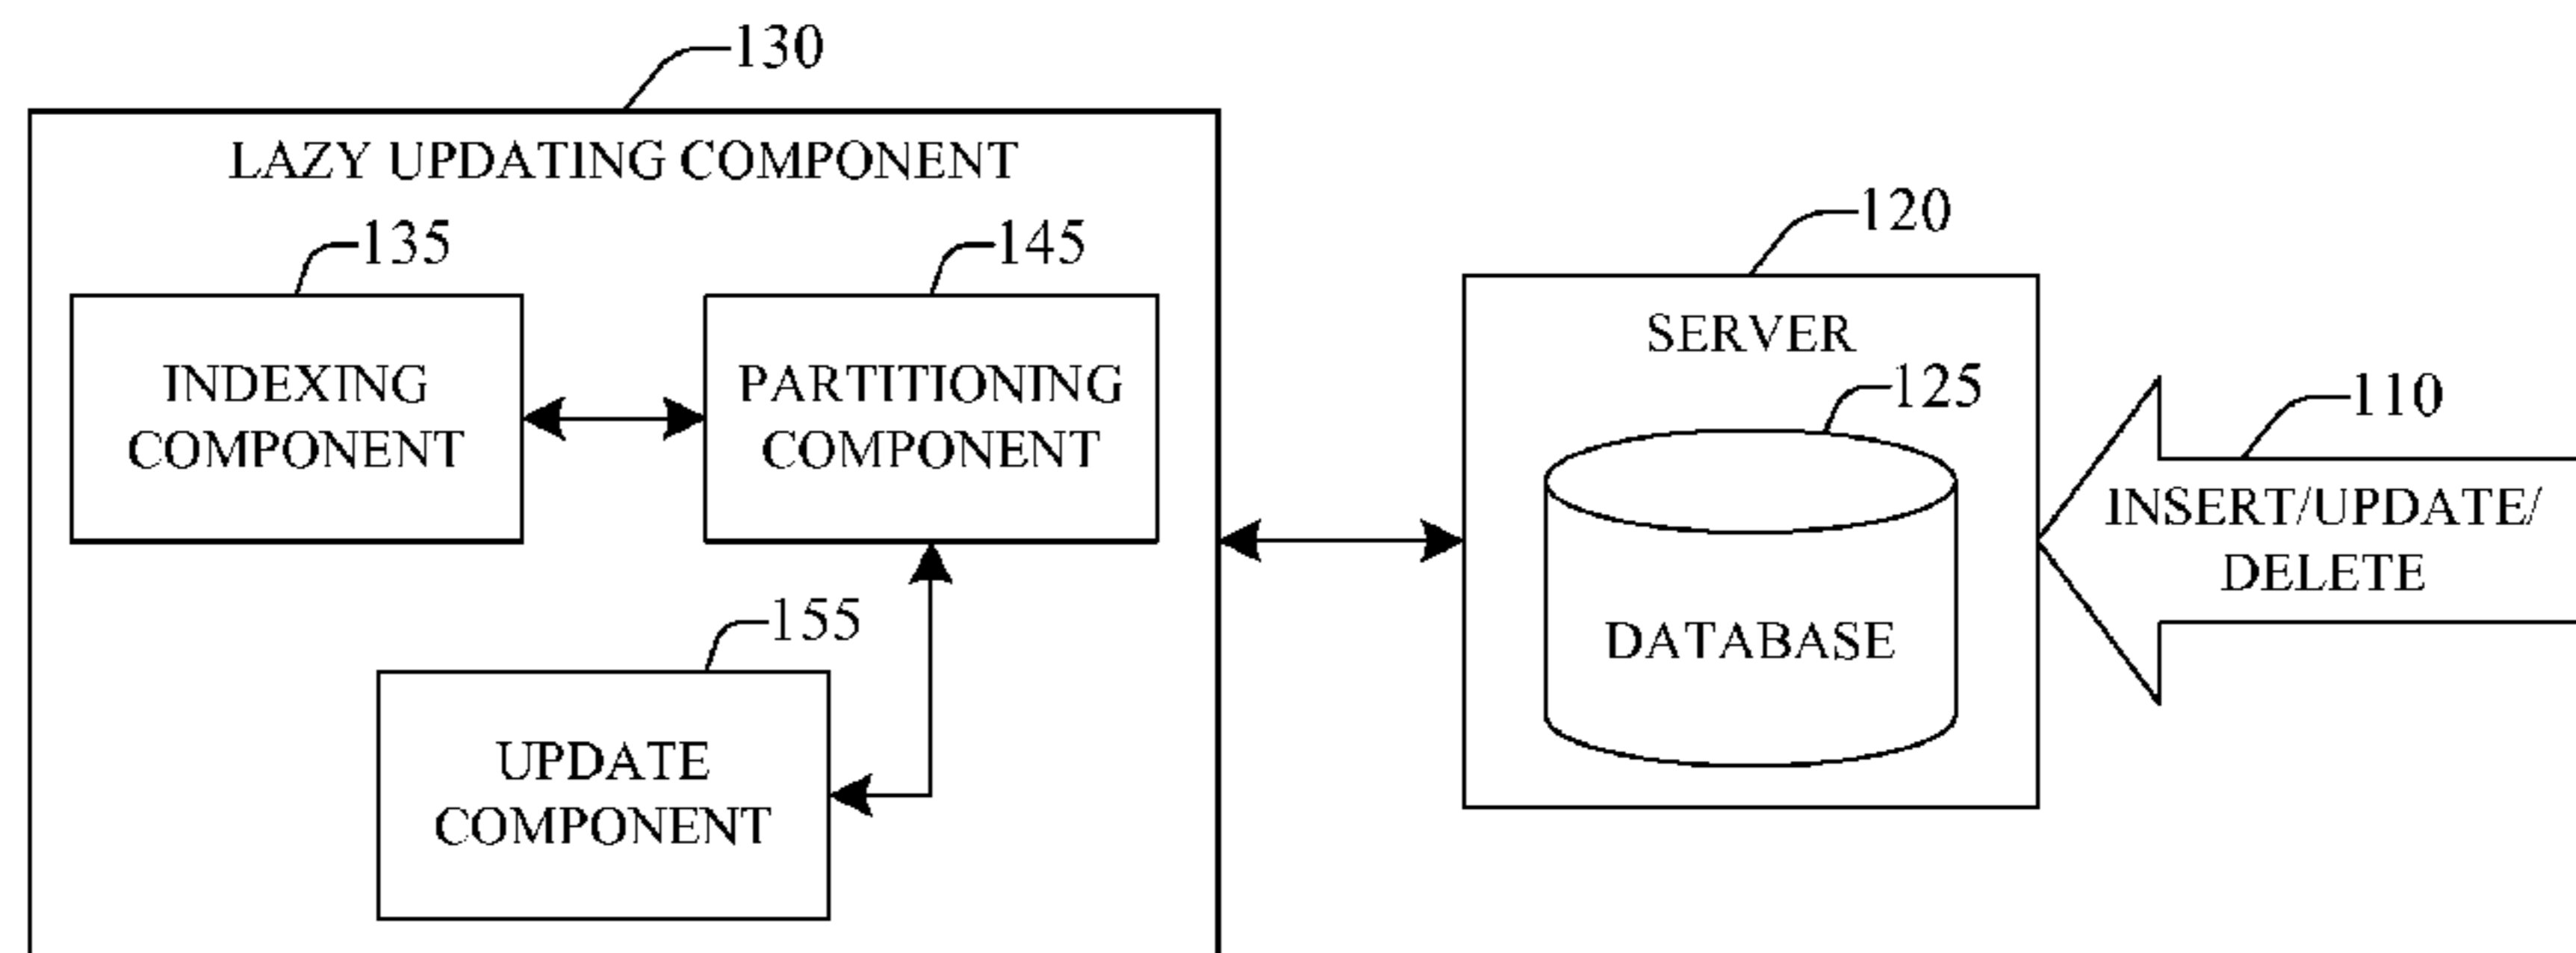 130
LAZY UPDATING COMPONENT
135
145
INDEXING
COMPONENT
PARTITIONING
COMPONENT
155
UPDATE
COMPONENT
120
SERVER
125
DATABASE
110
INSERT/UPDATE/
DELETE